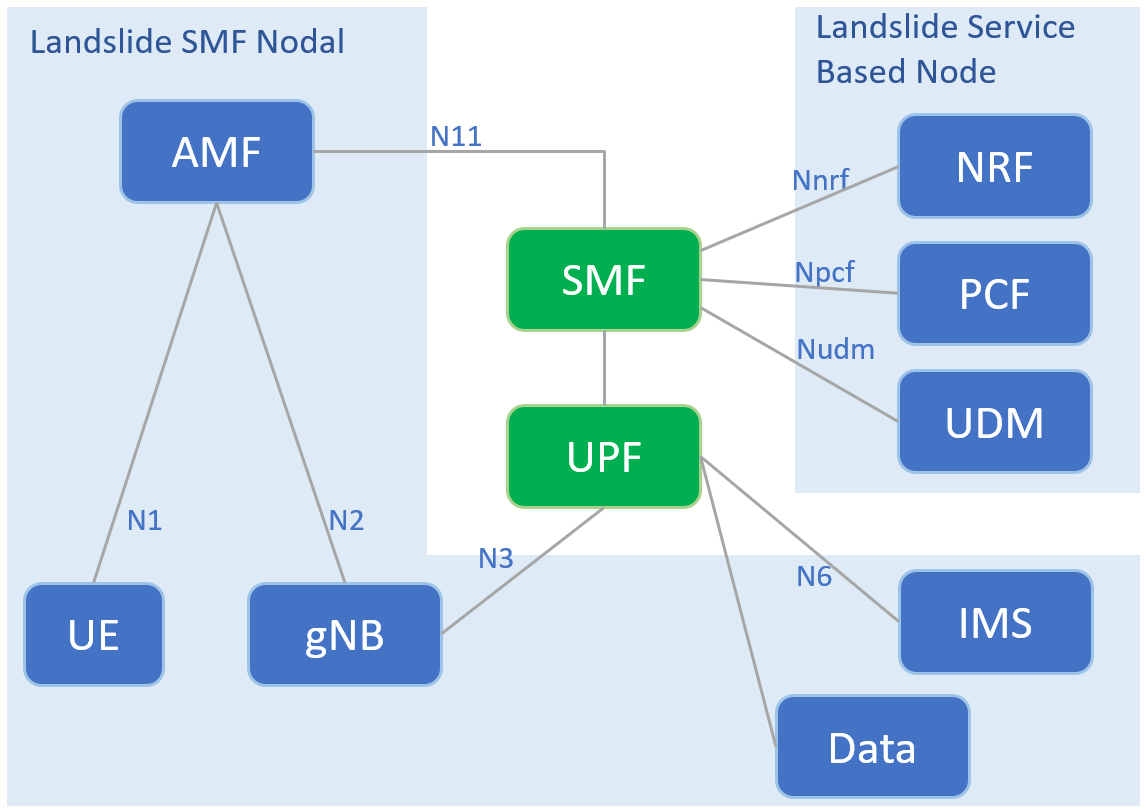 Landslide SMF Nodal
Landslide Service
Based Node
AMF
N11
NRF
Nnrf
SMF
Npcf
PCF
Nudm
UDM
UPF
N1
N2
N3
N6
UE
gNB
IMS
Data